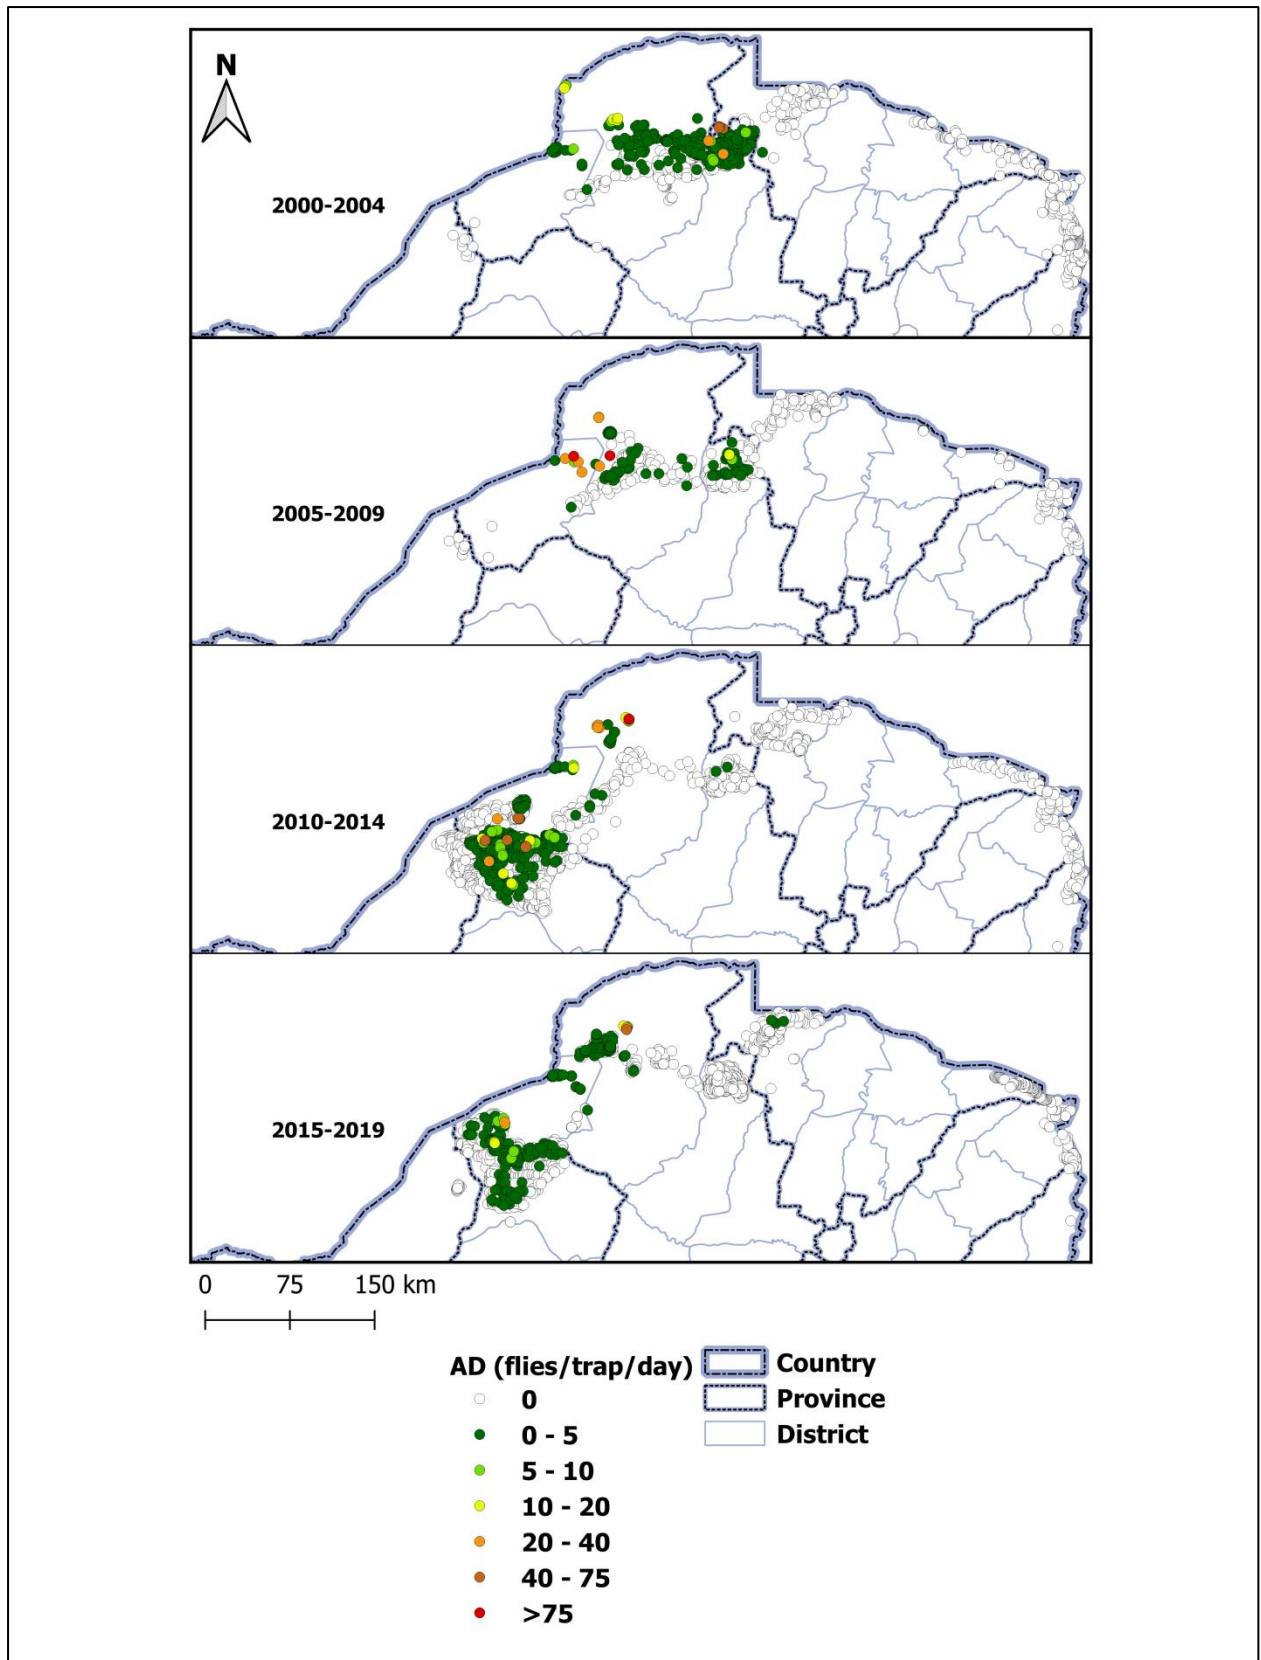 N
2000-2004
2005-2009
2010-2014
2015-2019
0 75 150 km
AD (flies/trap/day)
0
0 - 5
5 - 10
10 - 20
20 - 40
40 - 75
>75
Country
Province
District